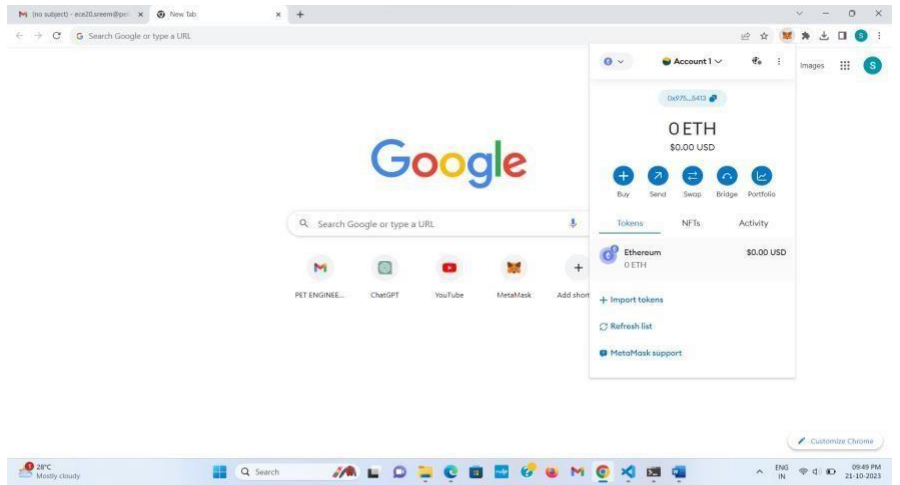 (no subject) - ece20.sreem@pet
New Tab
Search Google or type a URL
Account 1
Images
S
0x975...5413
0 ETH
$0.00 USD
Buy
Send
Swap
Bridge
Portfolio
Tokens
NFTs
Activity
Ethereum
$0.00 USD
0 ETH
+ Import tokens
Refresh list
MetaMask support
Google
Search Google or type a URL
PET ENGINEE...
ChatGPT
YouTube
MetaMask
Add short
Customize Chrome
28°C
Mostly cloudy
Search
ENG
IN
09:49 PM
21-10-2023